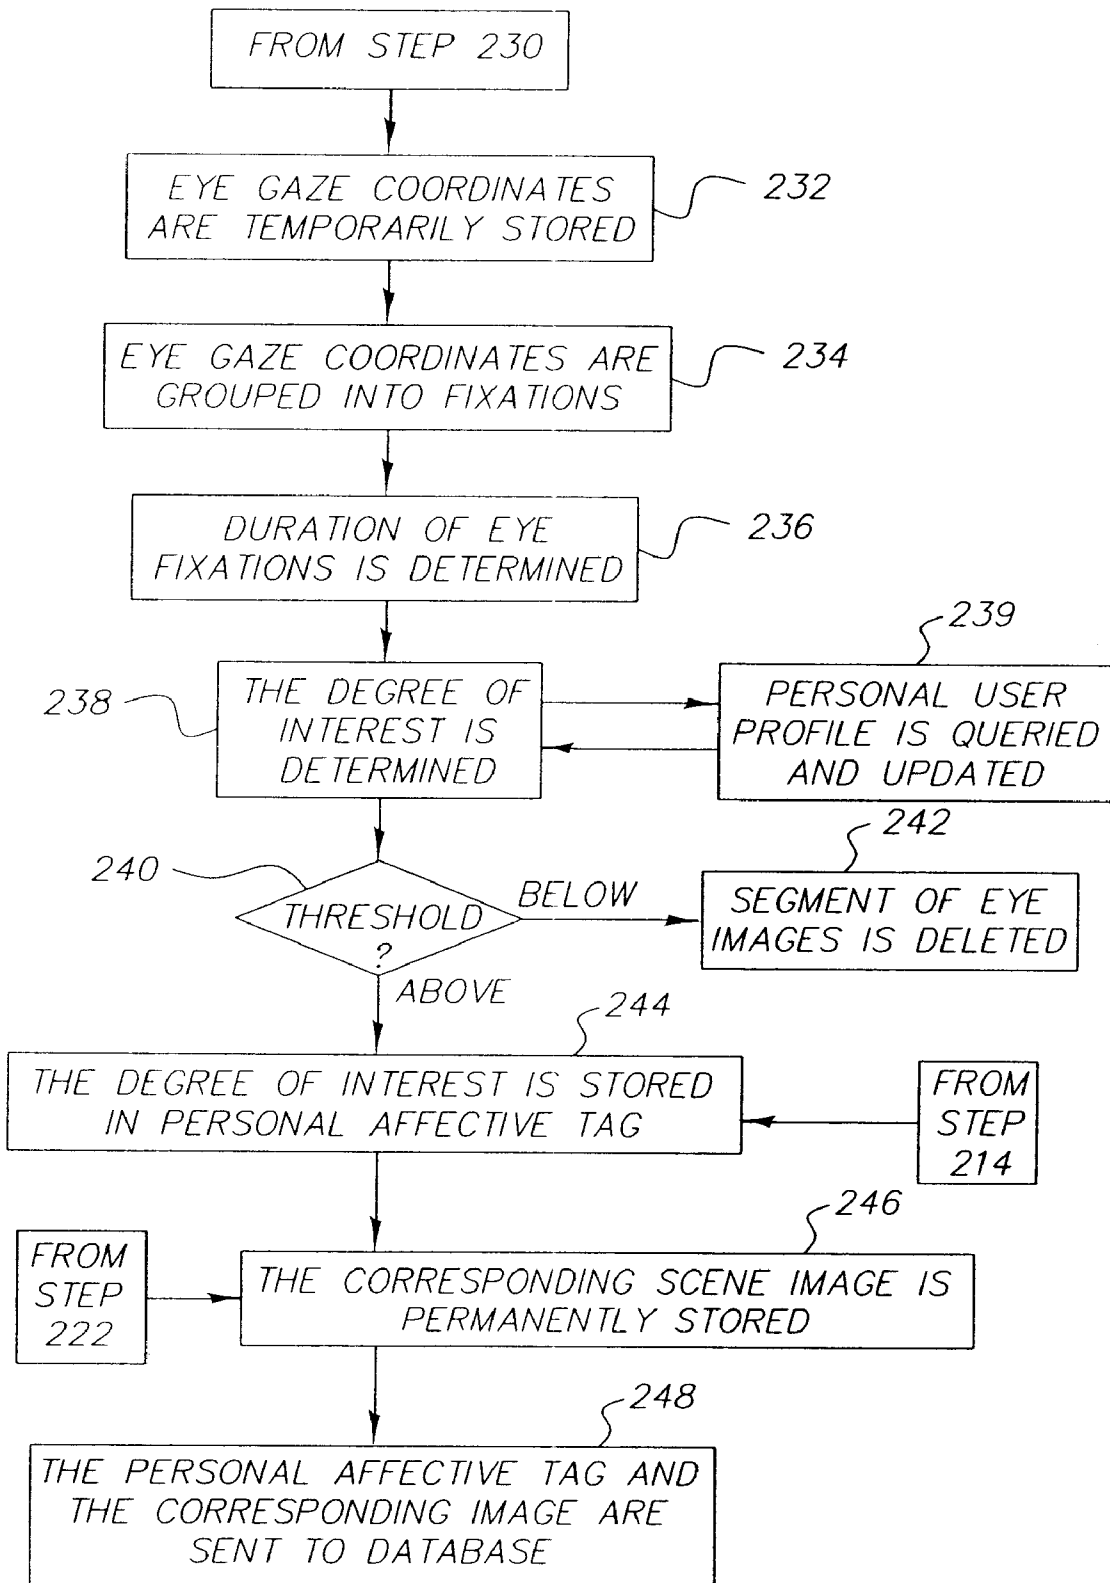 FROM STEP 230
EYE GAZE COORDINATES
ARE TEMPORARILY STORED
232
EYE GAZE COORDINATES ARE
GROUPED INTO FIXATIONS
234
DURATION OF EYE
FIXATIONS IS DETERMINED
236
238
THE DEGREE OF
INTEREST IS
DETERMINED
239
PERSONAL USER
PROFILE IS QUERIED
AND UPDATED
240
THRESHOLD
?
BELOW
242
SEGMENT OF EYE
IMAGES IS DELETED
ABOVE
244
THE DEGREE OF INTEREST IS STORED
IN PERSONAL AFFECTIVE TAG
FROM
STEP
214
246
FROM
STEP
222
THE CORRESPONDING SCENE IMAGE IS
PERMANENTLY STORED
248
THE PERSONAL AFFECTIVE TAG AND
THE CORRESPONDING IMAGE ARE
SENT TO DATABASE